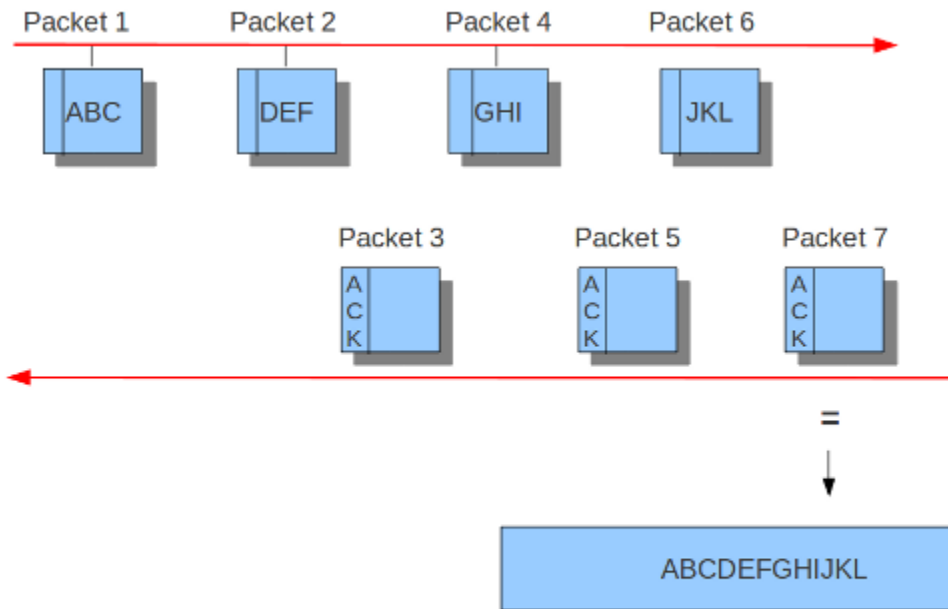 Packet 1 Packet 2 Packet 4 Packet 6
ABC DEF GHI JKL
Packet 3 Packet 5 Packet 7
A A A
C C C
K K K
=
ABCDEFGHIJKL